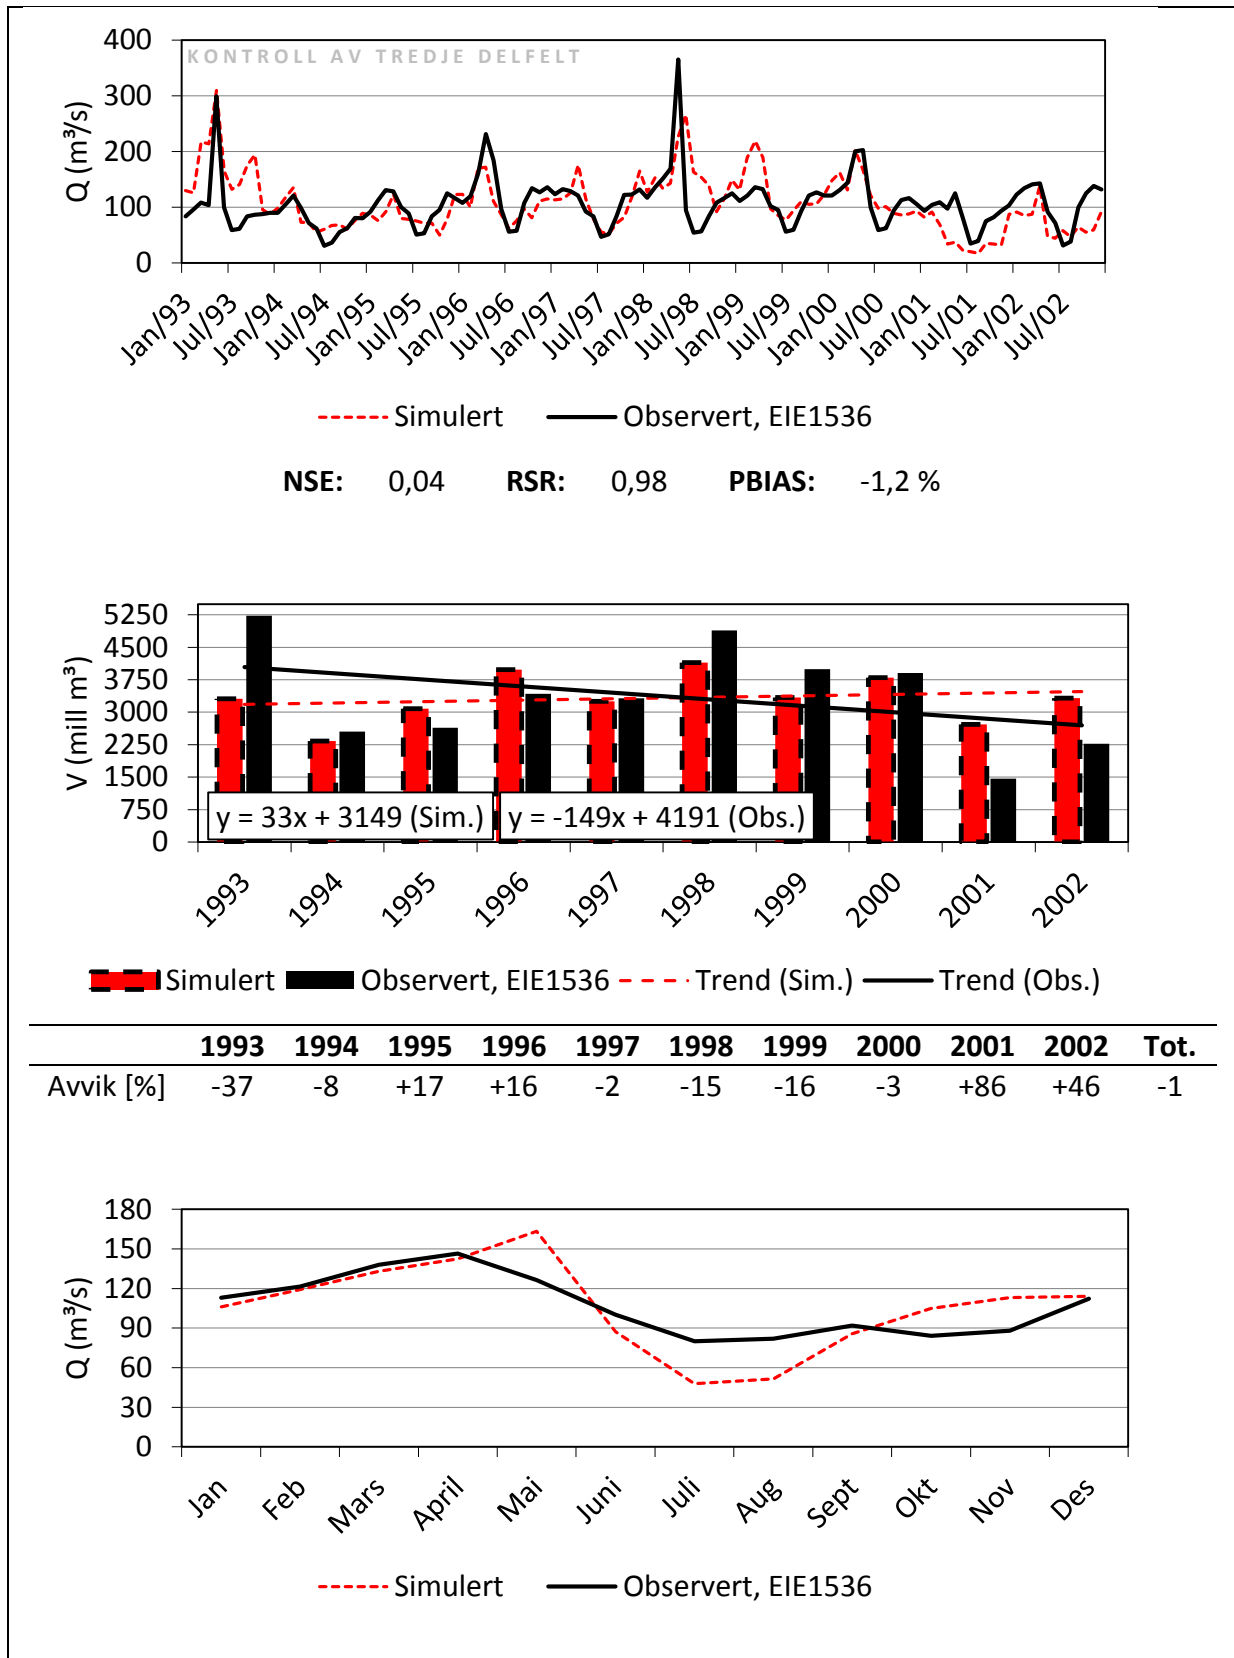 KONTROLL AV TREDJE DELFELT
Q (m³/s)
400
300
200
100
0
Jan/93 Jul/93 Jan/94 Jul/94 Jan/95 Jul/95 Jan/96 Jul/96 Jan/97 Jul/97 Jan/98 Jul/98 Jan/99 Jul/99 Jan/00 Jul/00 Jan/01 Jul/01 Jan/02 Jul/02
Simulert Observert, EIE1536
NSE: 0,04 RSR: 0,98 PBIAS: -1,2 %
V (mill m³)
5250
4500
3750
3000
2250
1500
750
0
y = 33x + 3149 (Sim.) y = -149x + 4191 (Obs.)
1993 1994 1995 1996 1997 1998 1999 2000 2001 2002
Simulert Observert, EIE1536 Trend (Sim.) Trend (Obs.)
1993 1994 1995 1996 1997 1998 1999 2000 2001 2002 Tot.
Avvik [%] -37 -8 +17 +16 -2 -15 -16 -3 +86 +46 -1
Q (m³/s)
180
150
120
90
60
30
0
Jan Feb Mars April Mai Juni Juli Aug Sept Okt Nov Des
Simulert Observert, EIE1536